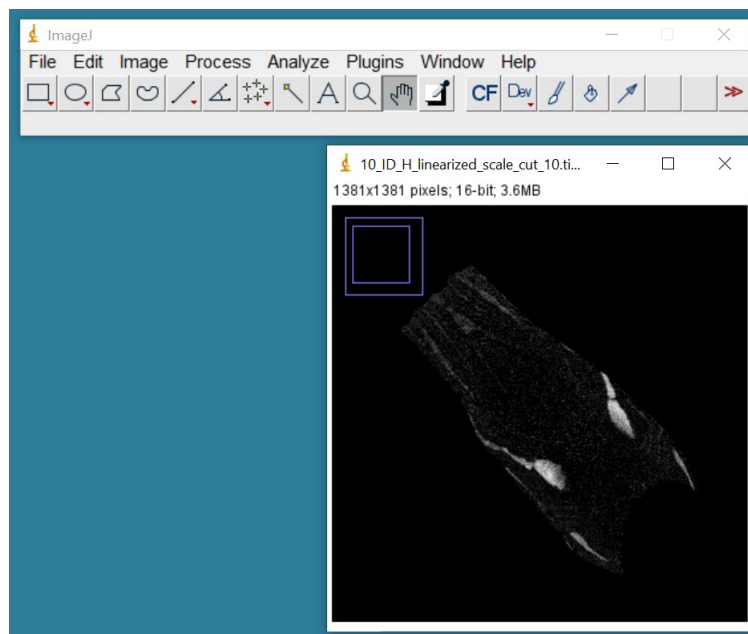 ImageJ
File Edit Image Process Analyze Plugins Window Help
A CF Dev
10_ID_H_linearized_scale_cut_10.ti...
1381x1381 pixels; 16-bit; 3.6MB